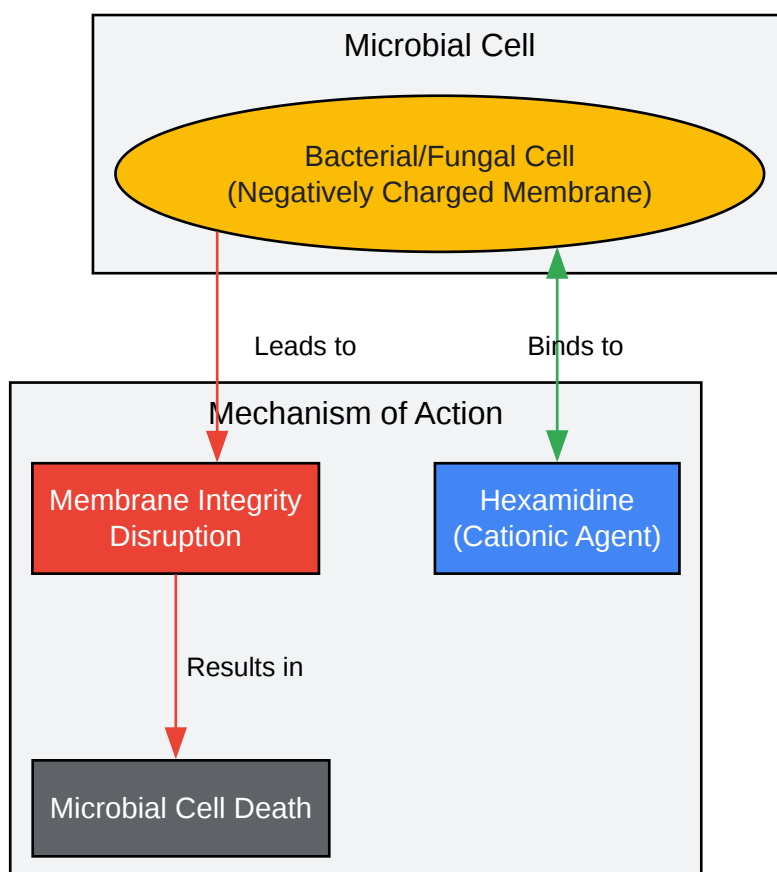 Microbial Cell
Bacterial/Fungal Cell
(Negatively Charged Membrane)
Leads to
Binds to
Mechanism of Action
Membrane Integrity
Disruption
Hexamidine
(Cationic Agent)
Results in
Microbial Cell Death